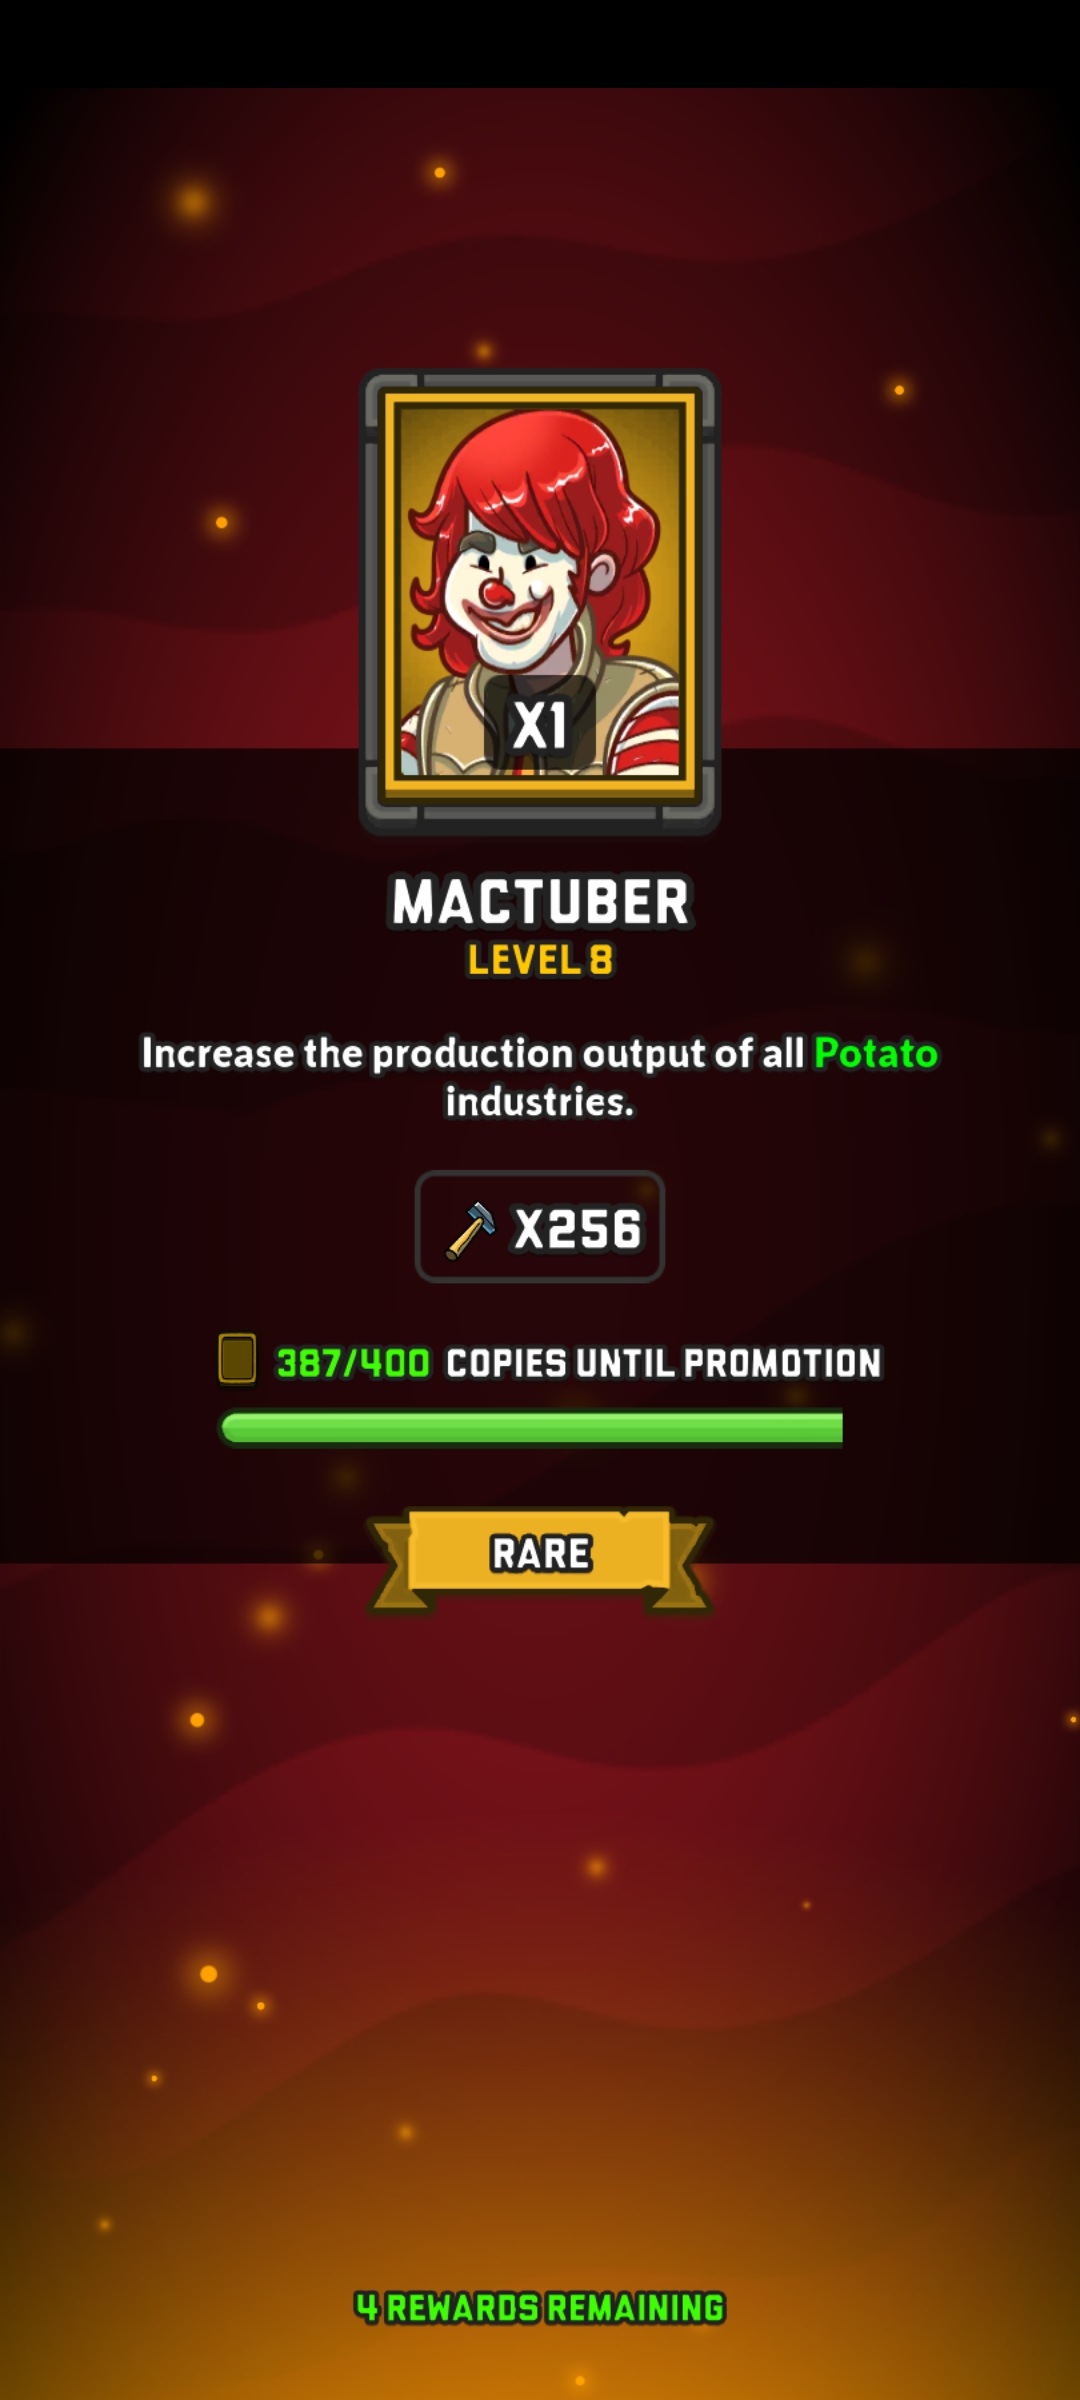 X1
MACTUBER
LEVEL 8
Increase the production output of all Potato
industries.
X256
387/400 COPIES UNTIL PROMOTION
RARE
4 REWARDS REMAINING